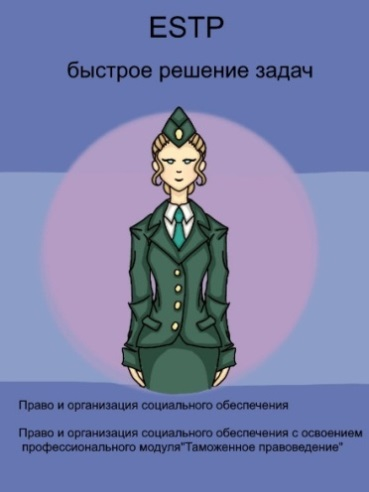 ESTP
быстрое решение задач
Право и организация социального обеспечения
Право и организация социального обеспечения с освоением
профессионального модуля"Таможенное правоведение"